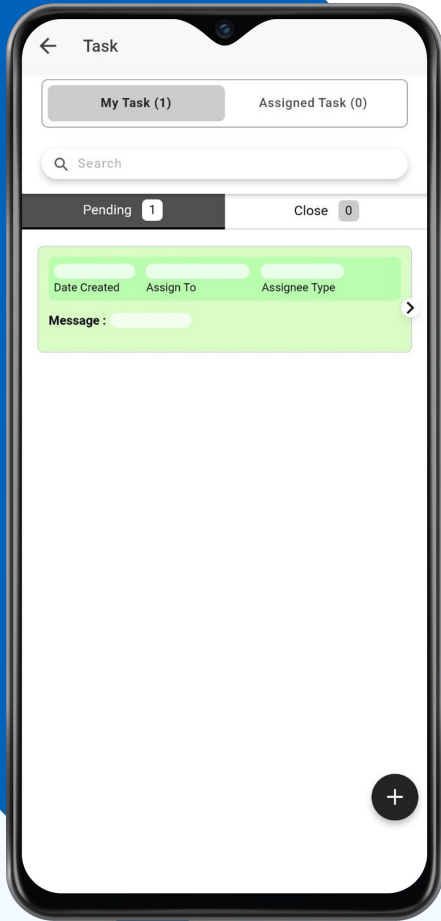 Task
My Task (1) Assigned Task (0)
Search
Pending 1 Close 0
Date Created Assign To Assignee Type
Message :